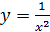 y = 1/x²